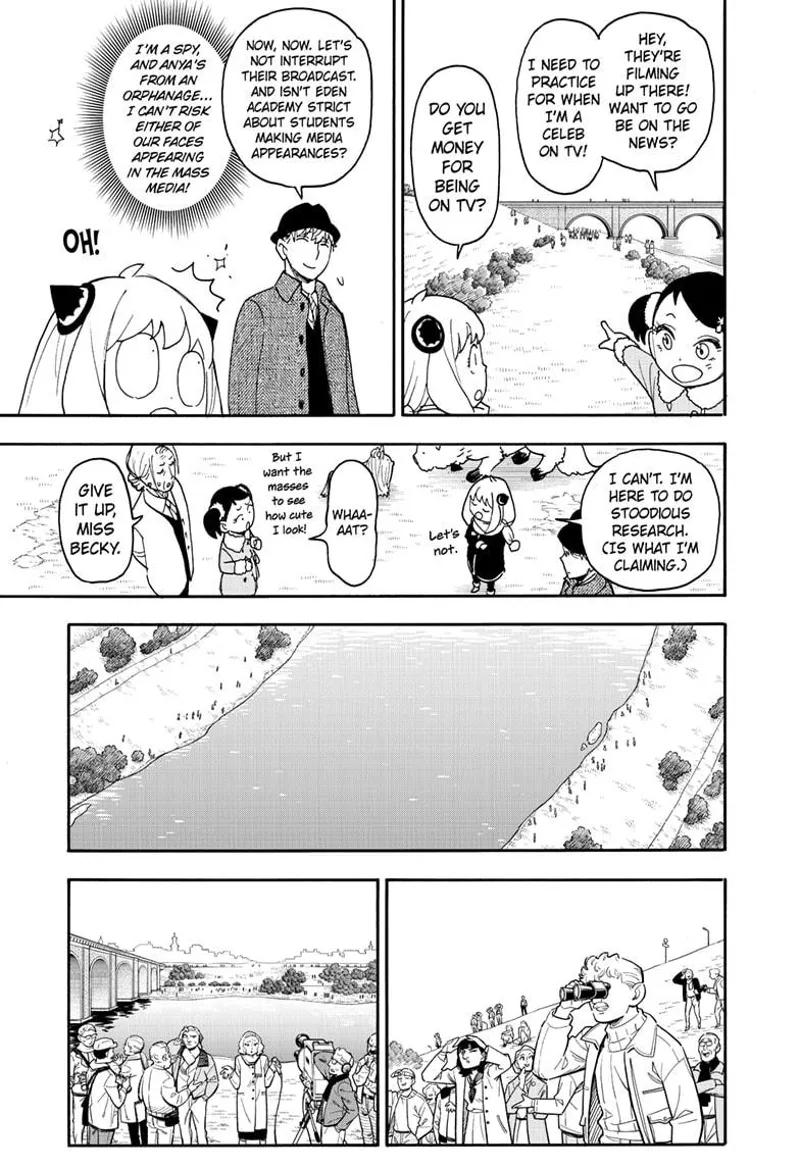 HEY,
THEY'RE
FILMING
UP THERE!
WANT TO GO
BE ON THE
NEWS?
I NEED TO
PRACTICE
FOR WHEN
I'M A
CELEB
ON TV!
DO YOU
GET
MONEY
FOR
BEING
ON TV?
NOW, NOW. LET'S
NOT INTERRUPT
THEIR BROADCAST.
AND ISN'T EDEN
ACADEMY STRICT
ABOUT STUDENTS
MAKING MEDIA
APPEARANCES?
I'M A SPY,
AND ANYA'S
FROM AN
ORPHANAGE...
I CAN'T RISK
EITHER OF
OUR FACES
APPEARING
IN THE MASS
MEDIA!
OH!
I CAN'T. I'M
HERE TO DO
STOODIOUS
RESEARCH.
(IS WHAT I'M
CLAIMING.)
Let's
not.
WHAA-
AAT?
But I
want the
masses
to see
how cute
I look!
GIVE
IT UP,
MISS
BECKY.